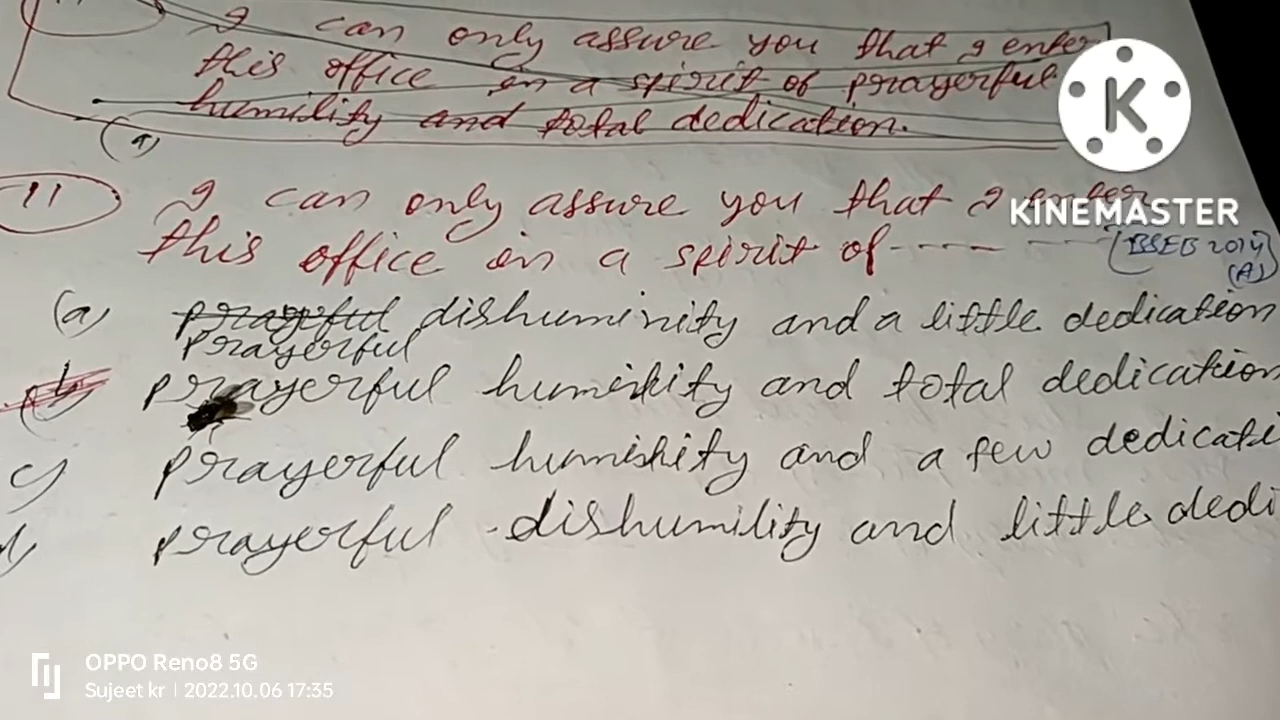 I can only assure you that I enter
this office in a spirit of prayerful
humility and total dedication.
(a)
11 I can only assure you that I enter
this office in a spirit of ---- ---- [BSEB 2014
(A)]
(a) prayerful dishuminity and a little dedication
prayerful
(b) prayerful humility and total dedication
c) prayerful humility and a few dedicati
d) prayerful dishumility and little dedi
K
KINEMASTER
OPPO Reno8 5G
Sujeet kr | 2022.10.06 17:35